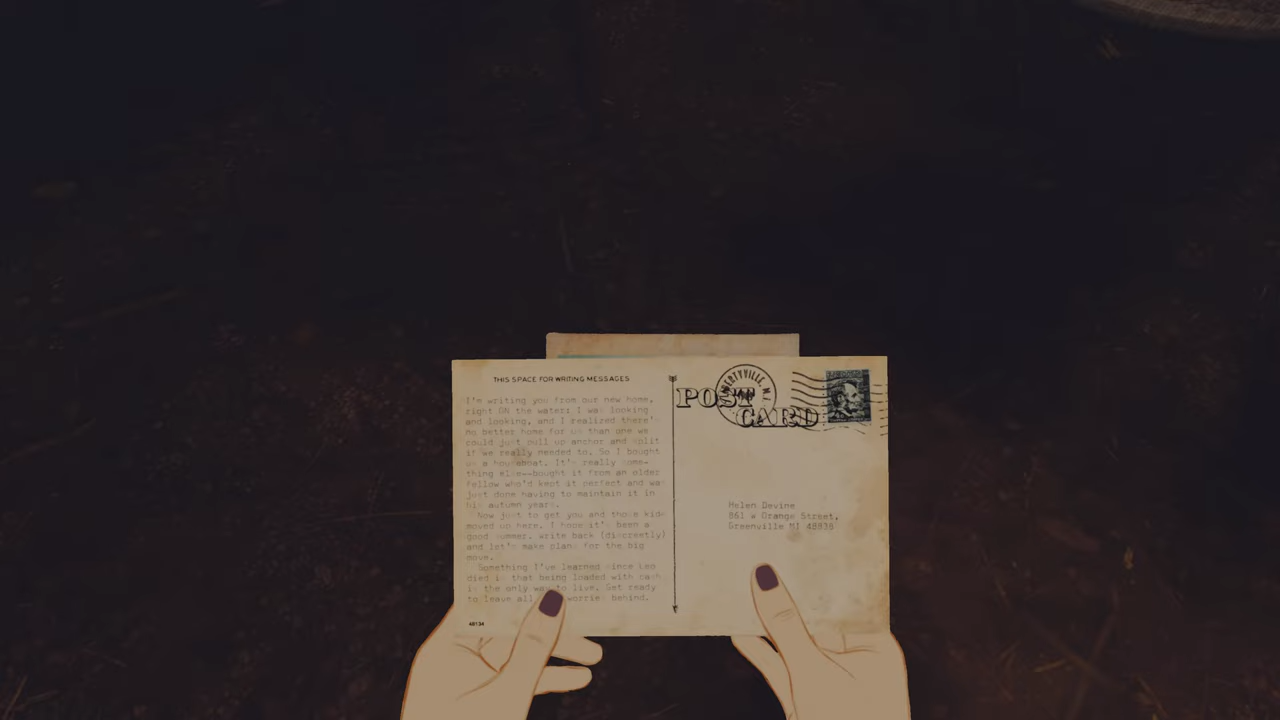 THIS SPACE FOR WRITING MESSAGES
I'm writing you from our new home,
right ON the water: I was looking
and looking, and I realized there's
no better home for us than one we
could just pull up anchor and split
if we really needed to. So I bought
us a houseboat. It's really some-
thing else--bought it from an older
fellow who'd kept it perfect and was
just done having to maintain it in
his autumn years.
Now just to get you and those kids
moved up here. I hope it's been a
good summer. write back (discreetly)
and let's make plans for the big
move.
Something I've learned since Leo
died is that being loaded with cash
is the only way to live. Get ready
to leave all worries behind.
48134
POST
CARD
Helen Devine
861 W Orange Street,
Greenville MI 48838